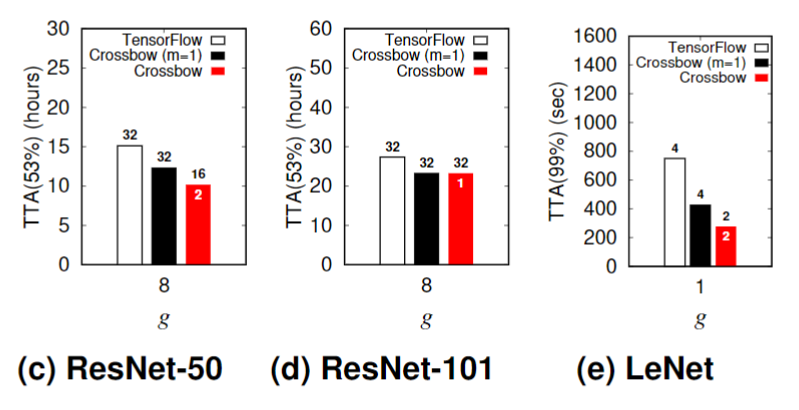 30
25
20
15
10
5
0
TTA(53%) (hours)
TensorFlow
Crossbow (m=1)
Crossbow
32
32
16
2
8
g
(c) ResNet-50
60
50
40
30
20
10
0
TTA(53%) (hours)
TensorFlow
Crossbow (m=1)
Crossbow
32
32
32
1
8
g
(d) ResNet-101
1600
1400
1200
1000
800
600
400
200
0
TTA(99%) (sec)
TensorFlow
Crossbow (m=1)
Crossbow
4
4
2
2
1
g
(e) LeNet